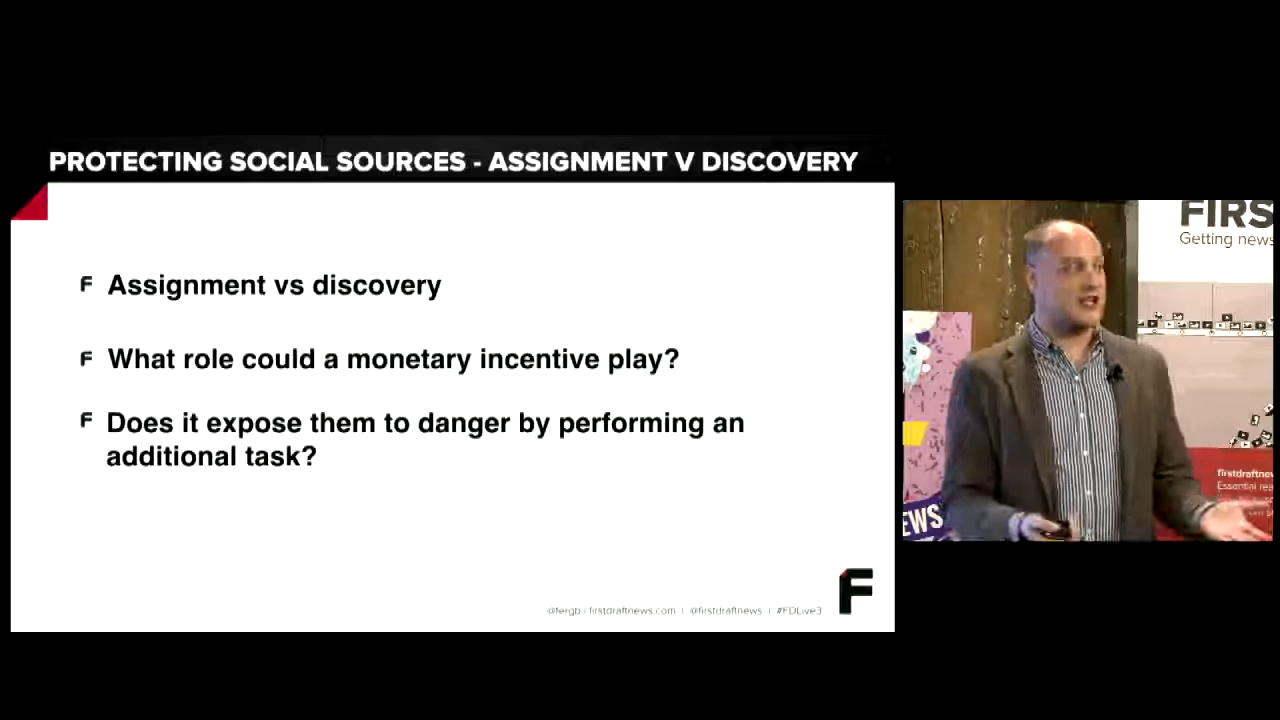 PROTECTING SOCIAL SOURCES - ASSIGNMENT V DISCOVERY
F Assignment vs discovery
F What role could a monetary incentive play?
F Does it expose them to danger by performing an
additional task?
F
@fergb | firstdraftnews.com | @firstdraftnews | #FDLive3
FIRS
Getting news
EWS
firstdraftnew
Essential rea